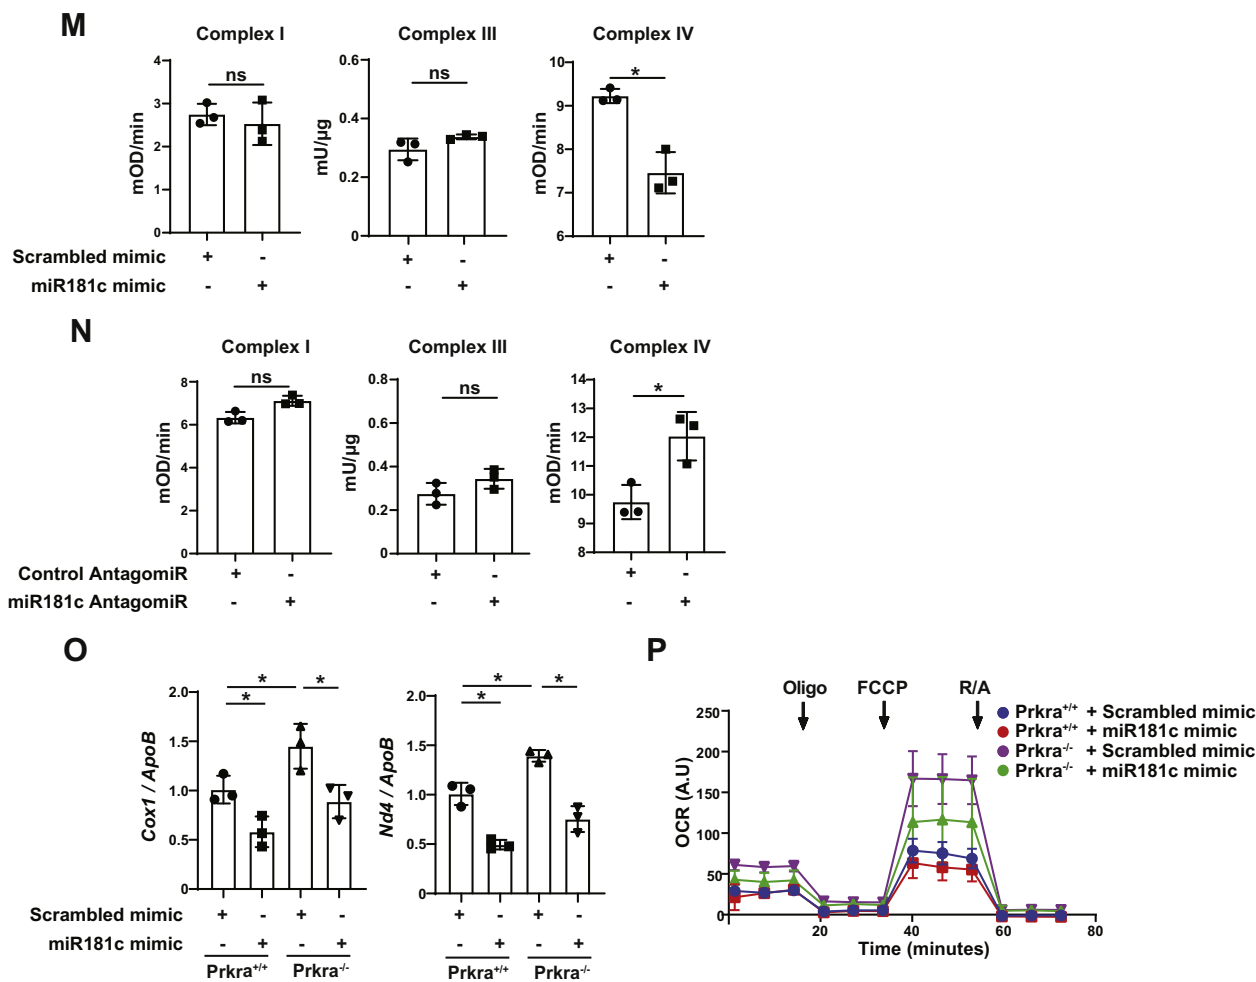 M
Complex I
Complex III
Complex IV
4
3
2
1
0
mOD/min
ns
0.6
0.4
0.2
0
mU/µg
ns
10
9
8
7
6
mOD/min
*
Scrambled mimic + - + - + -
miR181c mimic - + - + - +
N
Complex I
Complex III
Complex IV
8
6
4
2
0
mOD/min
ns
0.8
0.6
0.4
0.2
0
mU/µg
ns
14
13
12
11
10
9
8
mOD/min
*
Control AntagomiR + - + - + -
miR181c AntagomiR - + - + - +
O
2.0
1.5
1.0
0.5
0
Cox1 / ApoB
* * *
2.0
1.5
1.0
0.5
0
Nd4 / ApoB
* * *
Scrambled mimic + - + - + - + -
miR181c mimic - + - + - + - +
Prkra+/+ Prkra-/- Prkra+/+ Prkra-/-
P
Oligo FCCP R/A
250
200
150
100
50
0
OCR (A.U)
0 20 40 60 80
Time (minutes)
Prkra+/+ + Scrambled mimic
Prkra+/+ + miR181c mimic
Prkra-/- + Scrambled mimic
Prkra-/- + miR181c mimic